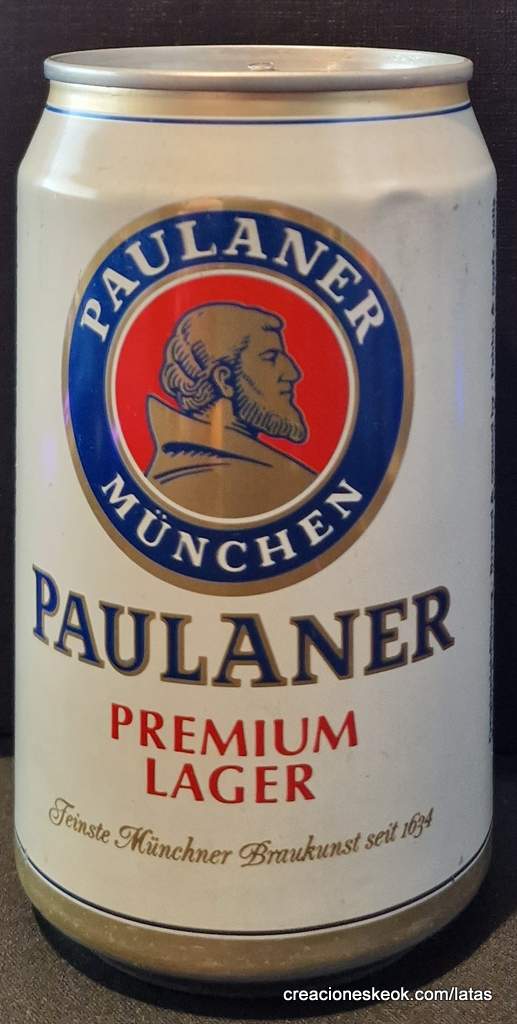 PAULANER
MÜNCHEN
PAULANER
PREMIUM
LAGER
Feinste Münchner Braukunst seit 1634
creacioneskeok.com/latas